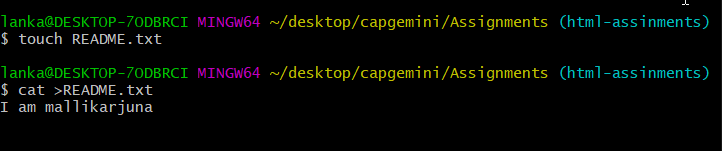 lanka@DESKTOP-7ODBRCI MINGW64 ~/desktop/capgemini/Assignments (html-assinments)
$ touch README.txt
lanka@DESKTOP-7ODBRCI MINGW64 ~/desktop/capgemini/Assignments (html-assinments)
$ cat >README.txt
I am mallikarjuna